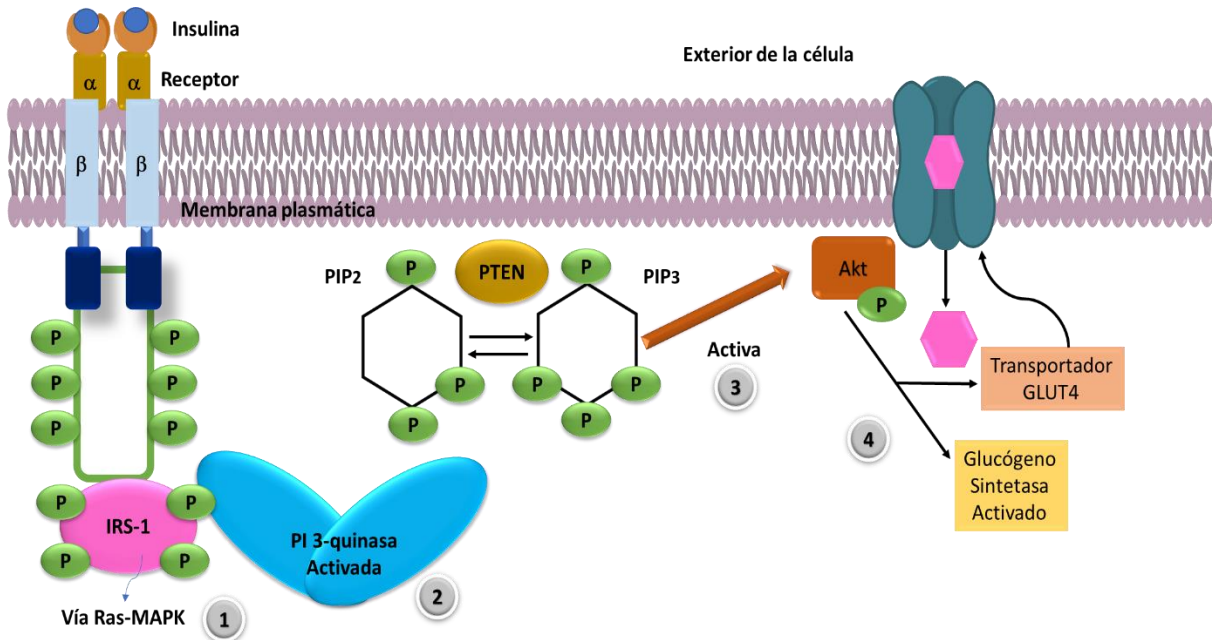 Insulina
Exterior de la célula
α α
Receptor
β β
Membrana plasmática
PIP2
P
PTEN
P
PIP3
Akt
P
P P
P P
P P
P
P
P
P
P
Activa
3
Transportador
GLUT4
4
P P
IRS-1
P P
PI 3-quinasa
Activada
Glucógeno
Sintetasa
Activado
2
Vía Ras-MAPK
1